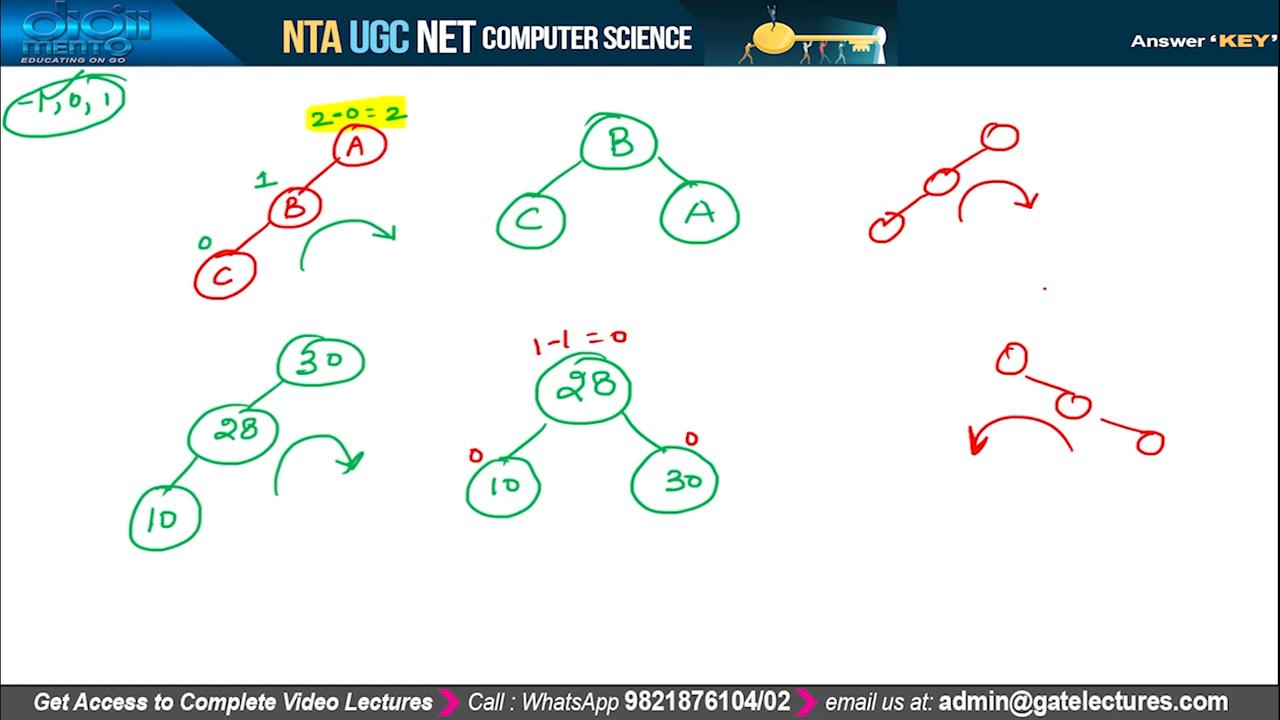 didii
MENTO
EDUCATING ON GO
NTA UGC NET COMPUTER SCIENCE
Answer ‘KEY’
-1, 0, 1
2-0=2
A
1
B
0
C
B
C
A
30
28
10
1-1=0
28
0
10
0
30
Get Access to Complete Video Lectures
Call : WhatsApp 9821876104/02
email us at: admin@gatelectures.com